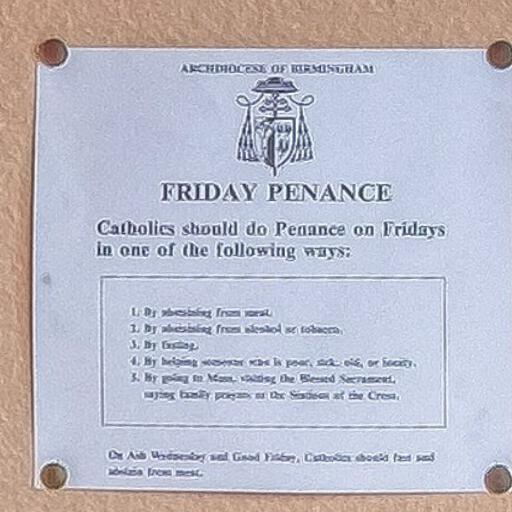 ARCHDIOCESE OF BIRMINGHAM
FRIDAY PENANCE
Catholics should do Penance on Fridays
in one of the following ways:
1. By abstaining from meat.
2. By abstaining from alcohol or tobacco.
3. By fasting.
4. By helping someone who is poor, sick, old, or lonely.
5. By going to Mass, visiting the Blessed Sacrament,
saying family prayers or the Stations of the Cross.
On Ash Wednesday and Good Friday, Catholics should fast and
abstain from meat.